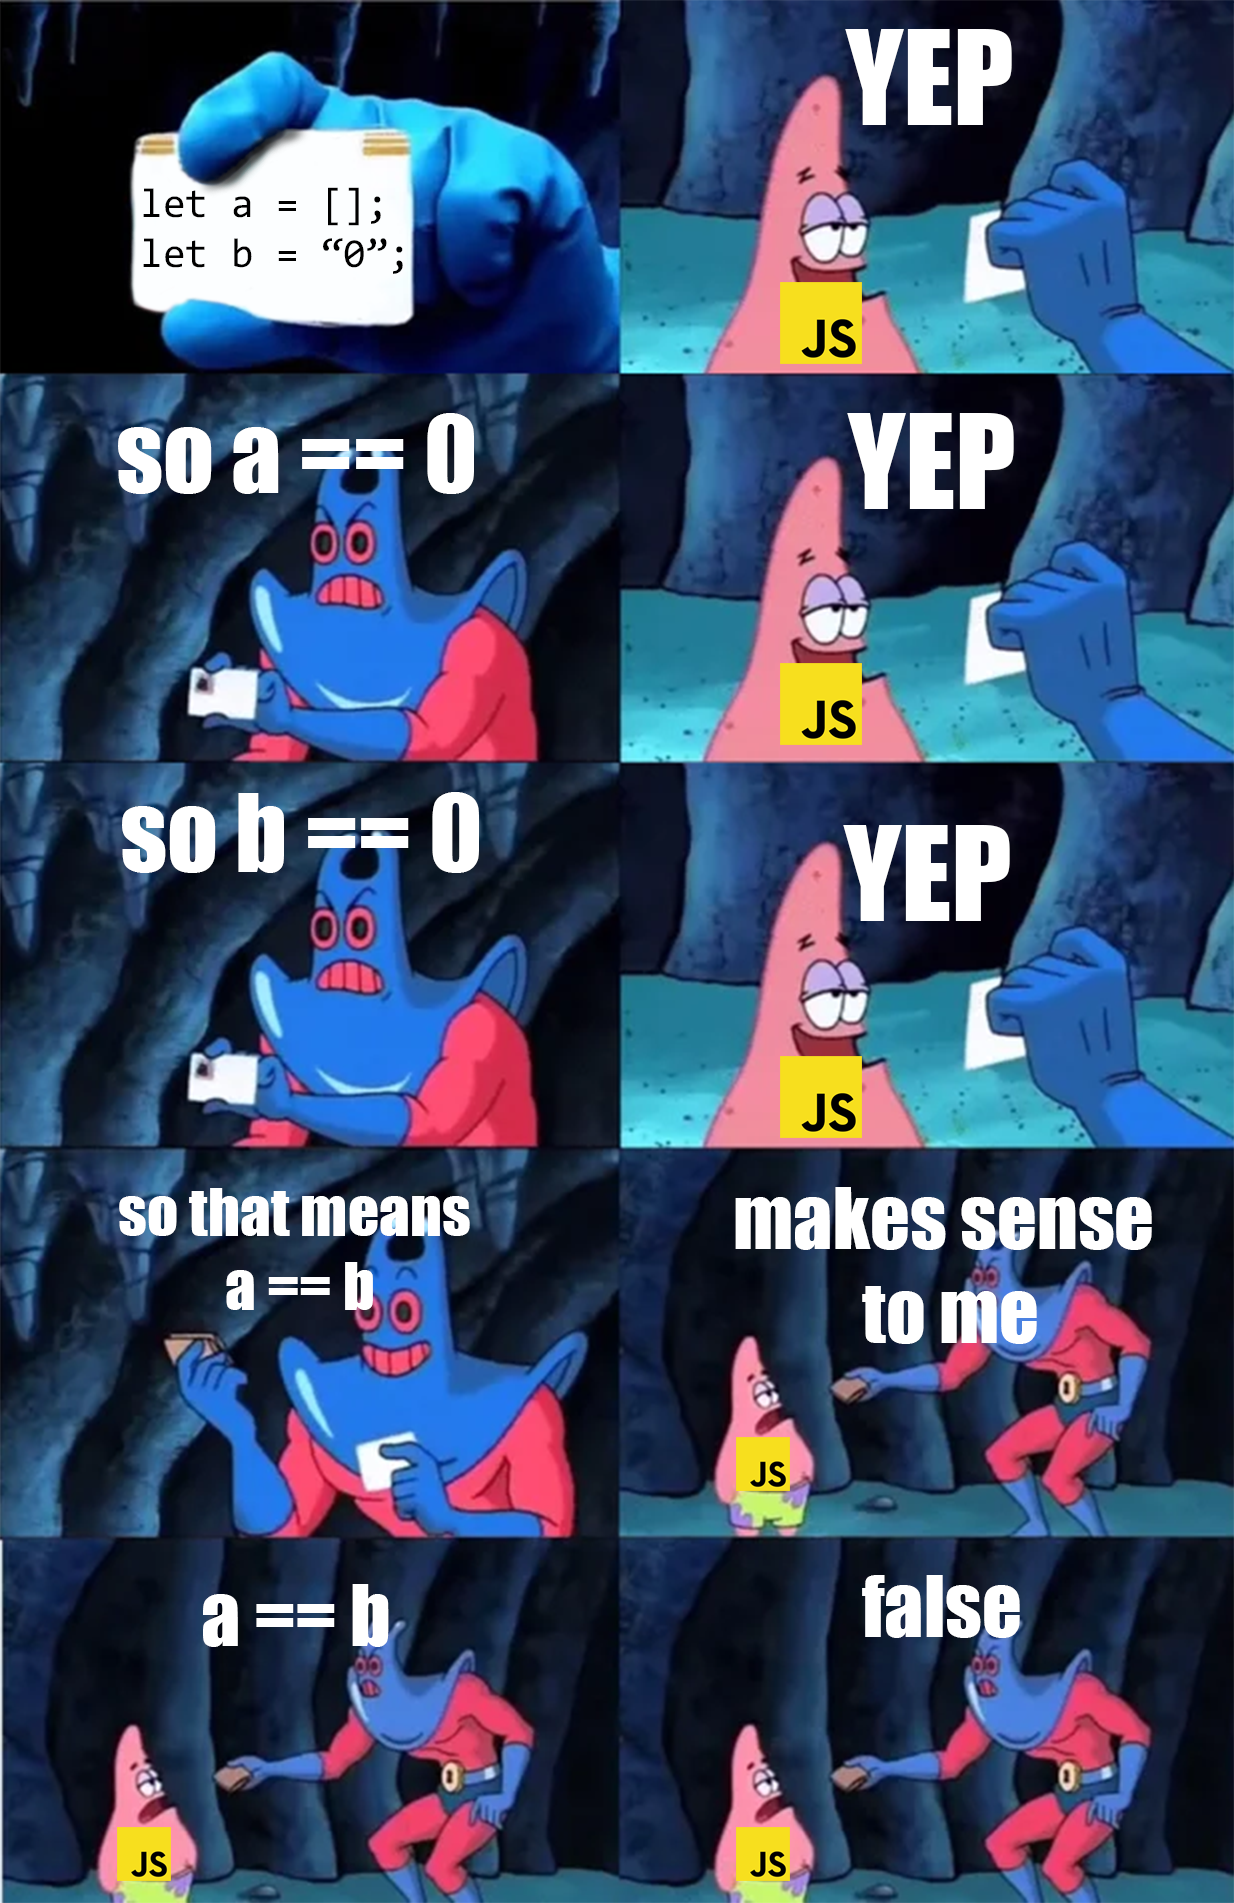 let a = [];
let b = “0”;
YEP
JS
so a == 0
YEP
JS
so b == 0
YEP
JS
so that means
a == b
makes sense
to me
JS
a == b
JS
false
JS